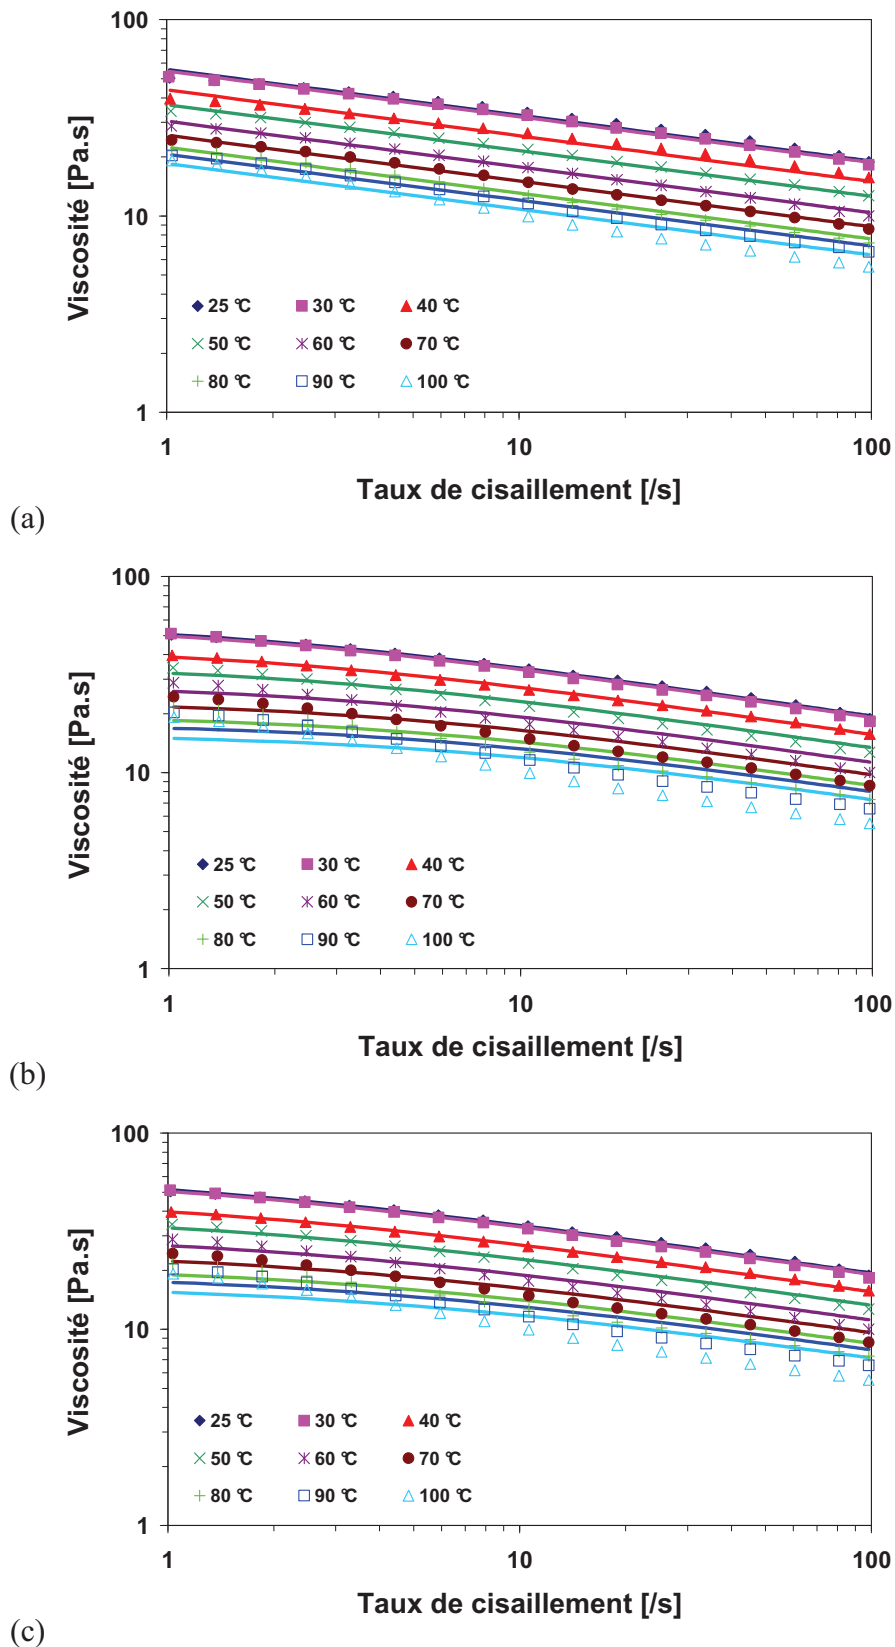 100
10
1
1 10 100
Viscosité [Pa.s]
25 °C 30 °C 40 °C
50 °C 60 °C 70 °C
80 °C 90 °C 100 °C
Taux de cisaillement [/s]
(a)
100
10
1
1 10 100
Viscosité [Pa.s]
25 °C 30 °C 40 °C
50 °C 60 °C 70 °C
80 °C 90 °C 100 °C
Taux de cisaillement [/s]
(b)
100
10
1
1 10 100
Viscosité [Pa.s]
25 °C 30 °C 40 °C
50 °C 60 °C 70 °C
80 °C 90 °C 100 °C
Taux de cisaillement [/s]
(c)